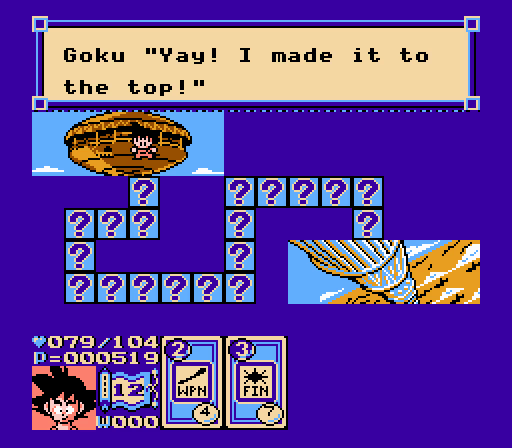 Goku "Yay! I made it to
the top!"
?
? ? ? ? ?
? ? ?
? ?
? ?
? ? ? ? ? ?
079/104
P=000519
12
W000
2
WPN
4
3
FIN
7